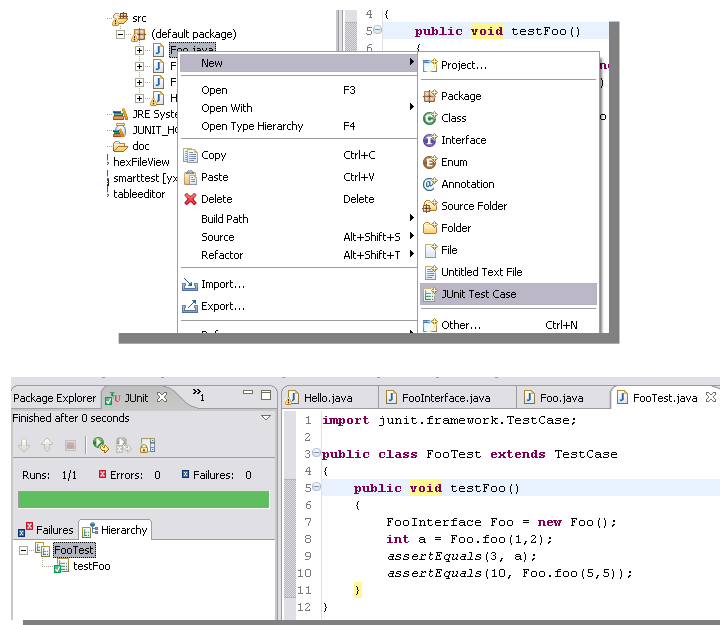 src
(default package)
Foo.java
F
F
H
JRE Syste
JUNIT_HO
doc
hexFileView
smarttest [yx
tableeditor
New
Open F3
Open With
Open Type Hierarchy F4
Copy Ctrl+C
Paste Ctrl+V
Delete Delete
Build Path
Source Alt+Shift+S
Refactor Alt+Shift+T
Import...
Export...
4 {
5 public void testFoo()
6 {
Project...
Package
Class
Interface
Enum
Annotation
Source Folder
Folder
File
Untitled Text File
JUnit Test Case
Other... Ctrl+N
Package Explorer JUnit »1
Finished after 0 seconds
Runs: 1/1 Errors: 0 Failures: 0
Failures Hierarchy
FooTest
testFoo
Hello.java FooInterface.java Foo.java FooTest.java
1 import junit.framework.TestCase;
2
3 public class FooTest extends TestCase
4 {
5 public void testFoo()
6 {
7 FooInterface Foo = new Foo();
8 int a = Foo.foo(1,2);
9 assertEquals(3, a);
10 assertEquals(10, Foo.foo(5,5));
11 }
12 }